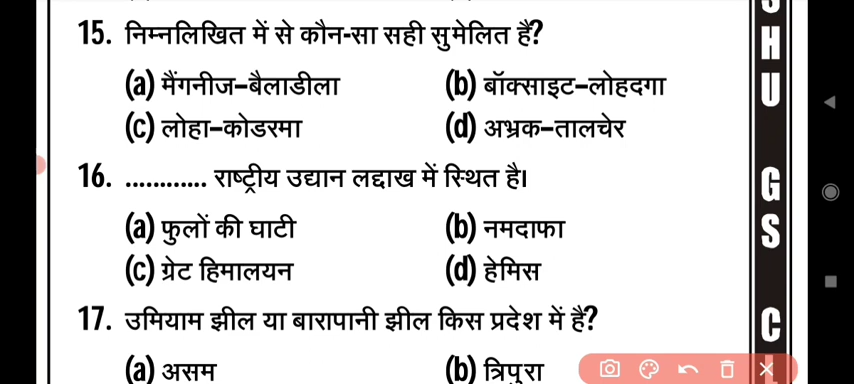 15. निम्नलिखित में से कौन-सा सही सुमेलित हैं?
(a) मैंगनीज–बैलाडीला (b) बॉक्साइट–लोहदगा
(c) लोहा–कोडरमा (d) अभ्रक–तालचेर
16. ............ राष्ट्रीय उद्यान लद्दाख में स्थित है।
(a) फुलों की घाटी (b) नमदाफा
(c) ग्रेट हिमालयन (d) हेमिस
17. उमियाम झील या बारापानी झील किस प्रदेश में हैं?
(a) असम (b) त्रिपुरा
H
U
G
S
C